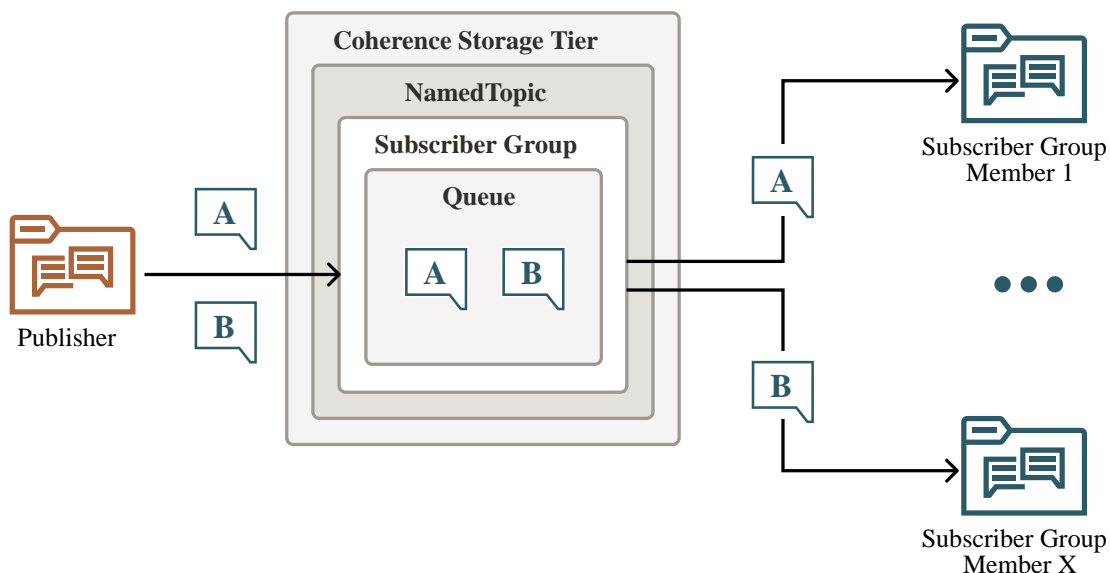 Coherence Storage Tier
NamedTopic
Subscriber Group
Queue
A
B
A
B
Publisher
A
B
Subscriber Group
Member 1
Subscriber Group
Member X